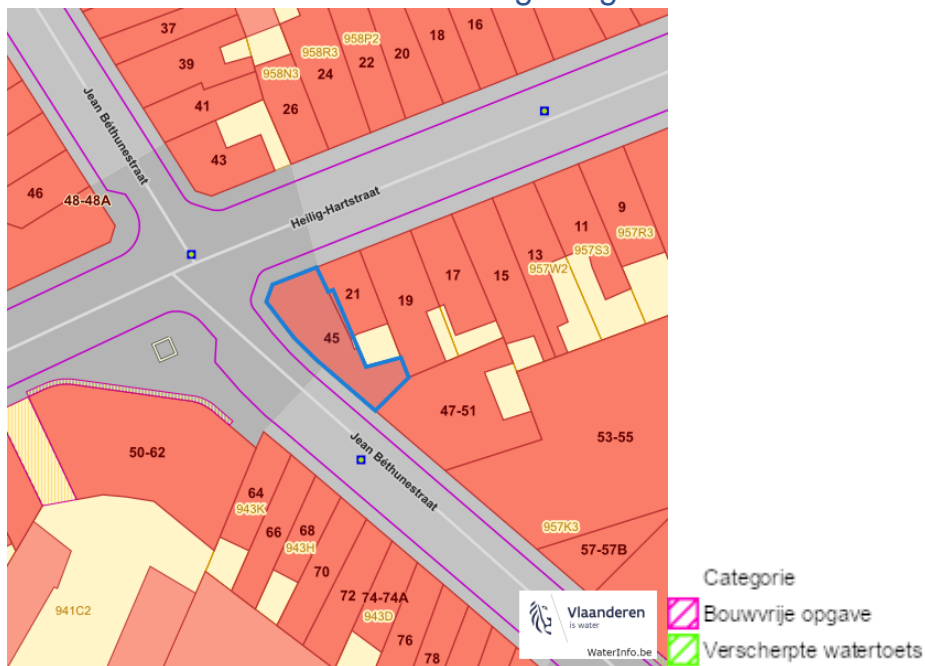 37
39
41
43
958N3
958R3
958P2
24
22
20
18
16
26
Jean Béthunestraat
46
48-48A
Heilig-Hartstraat
9
11
13
957R3
957S3
957W2
15
17
19
21
45
47-51
53-55
50-62
Jean Béthunestraat
64
943K
66
68
943H
70
72
74-74A
943D
76
78
941C2
957K3
57-57B
Vlaanderen
is water
WaterInfo.be
Categorie
Bouwvrije opgave
Verscherpte watertoets